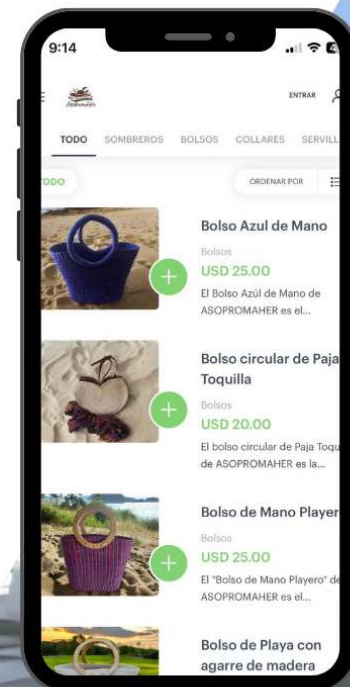 9:14
Asopromaher
ENTRAR
TODO SOMBREROS BOLSOS COLLARES SERVILL
TODO
ORDENAR POR
Bolso Azul de Mano
Bolsos
USD 25.00
El Bolso Azúl de Mano de
ASOPROMAHER es el...
Bolso circular de Paja
Toquilla
Bolsos
USD 20.00
El bolso circular de Paja Toqu
de ASOPROMAHER es la...
Bolso de Mano Player
Bolsos
USD 25.00
El "Bolso de Mano Playero" de
ASOPROMAHER es el...
Bolso de Playa con
agarre de madera